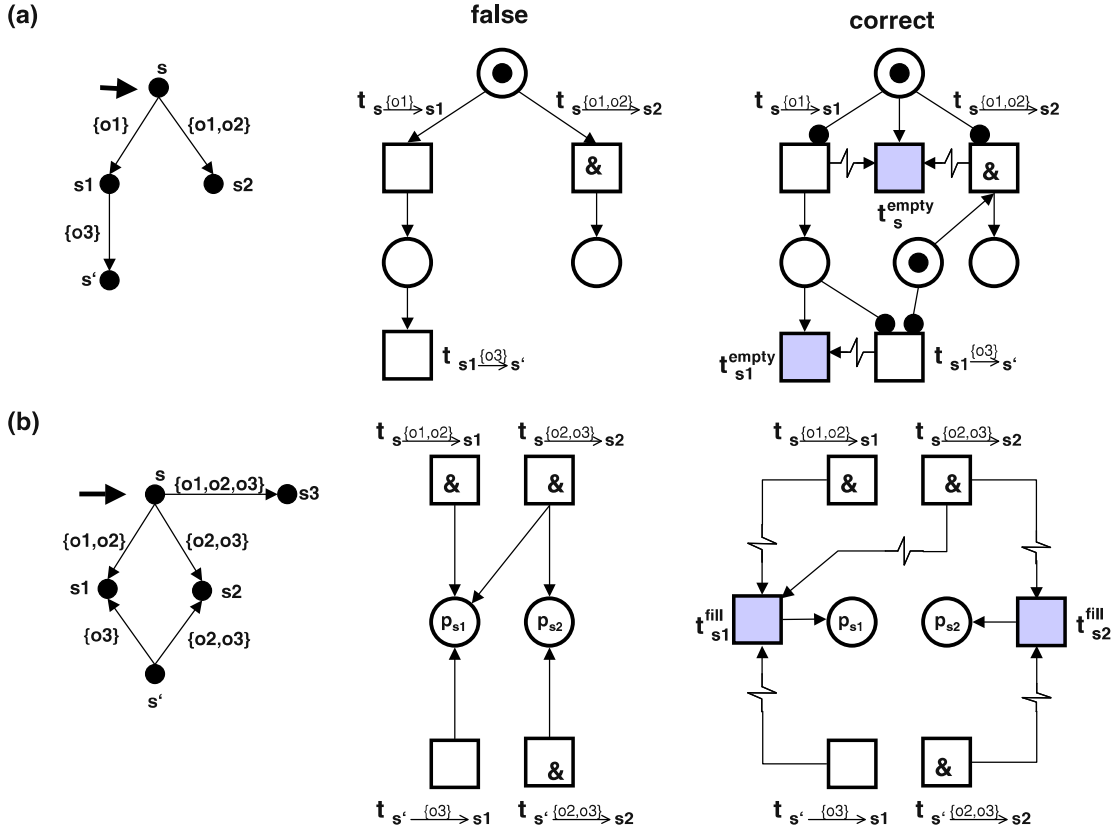 (a)
false
correct
s
{o1}
{o1,o2}
s1
s2
{o3}
s‘
t s {o1} s1
t s {o1,o2} s2
&
t s1 {o3} s‘
t s {o1} s1
t s {o1,o2} s2
&
t s empty
t s1 empty
t s1 {o3} s‘
(b)
s
{o1,o2,o3}
s3
{o1,o2}
{o2,o3}
s1
s2
{o3}
{o2,o3}
s‘
t s {o1,o2} s1
t s {o2,o3} s2
&
&
p s1
p s2
&
t s‘ {o3} s1
t s‘ {o2,o3} s2
t s {o1,o2} s1
t s {o2,o3} s2
&
&
t s1 fill
p s1
p s2
t s2 fill
&
t s‘ {o3} s1
t s‘ {o2,o3} s2